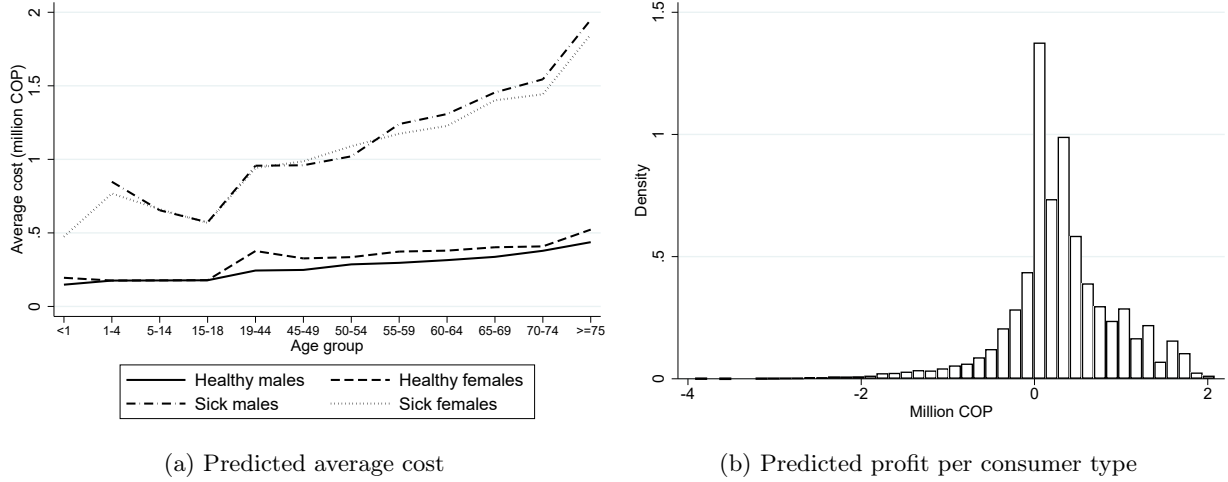 2
1.5
1
.5
0
Average cost (million COP)
<1 1-4 5-14 15-18 19-44 45-49 50-54 55-59 60-64 65-69 70-74 >=75
Age group
Healthy males Healthy females
Sick males Sick females
(a) Predicted average cost
1.5
1
.5
0
Density
-4 -2 0 2
Million COP
(b) Predicted profit per consumer type